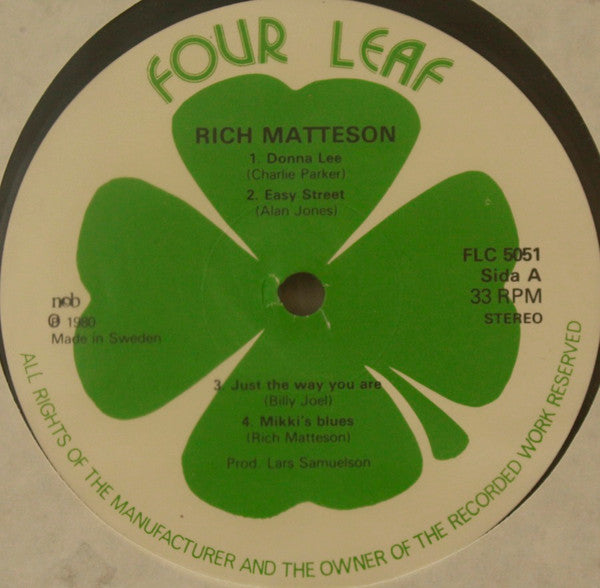 FOUR LEAF
RICH MATTESON
1. Donna Lee
(Charlie Parker)
2. Easy Street
(Alan Jones)
FLC 5051
Sida A
33 RPM
STEREO
ncb
Ⓟ 1980
Made in Sweden
3. Just the way you are
(Billy Joel)
4. Mikki's blues
(Rich Matteson)
Prod. Lars Samuelson
ALL RIGHTS OF THE MANUFACTURER AND THE OWNER OF THE RECORDED WORK RESERVED